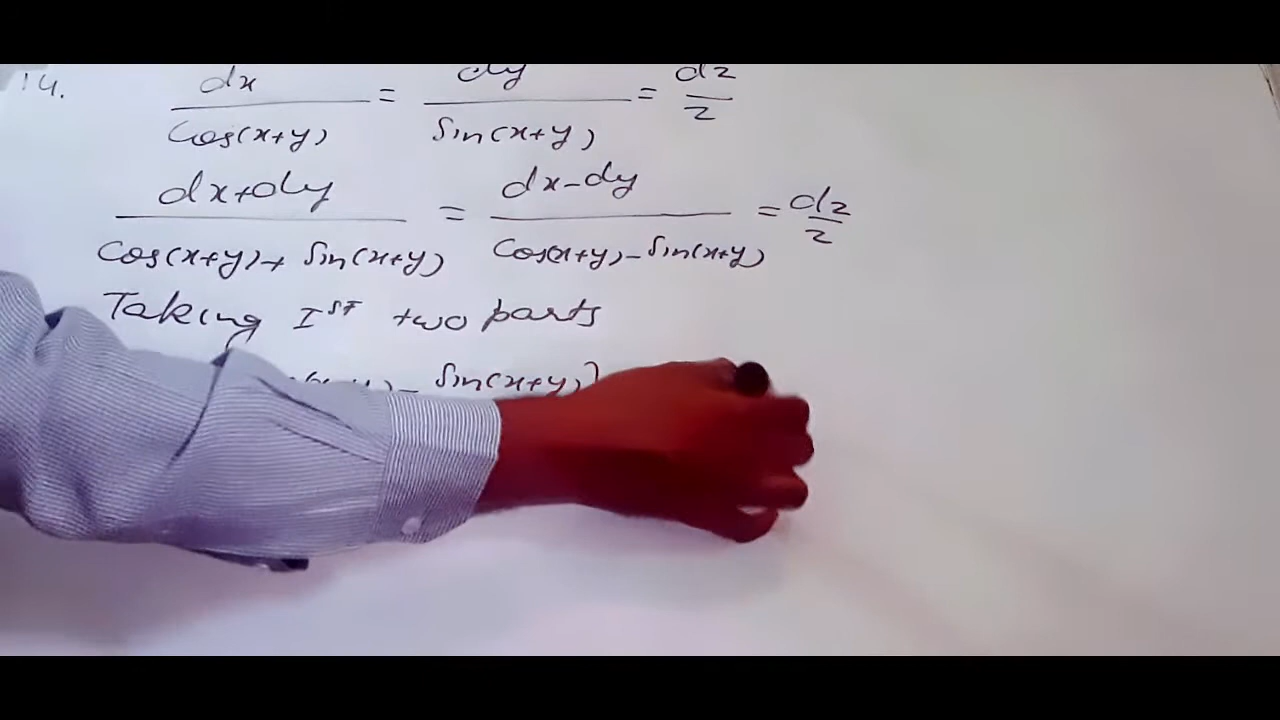 14. dx/Cos(x+y) = dy/Sin(x+y) = dz/z
dx+dy/Cos(x+y)+ Sin(x+y) = dx-dy/Cos(x+y)-Sin(x+y) = dz/z
Taking Ist two parts
- Sin(x+y)